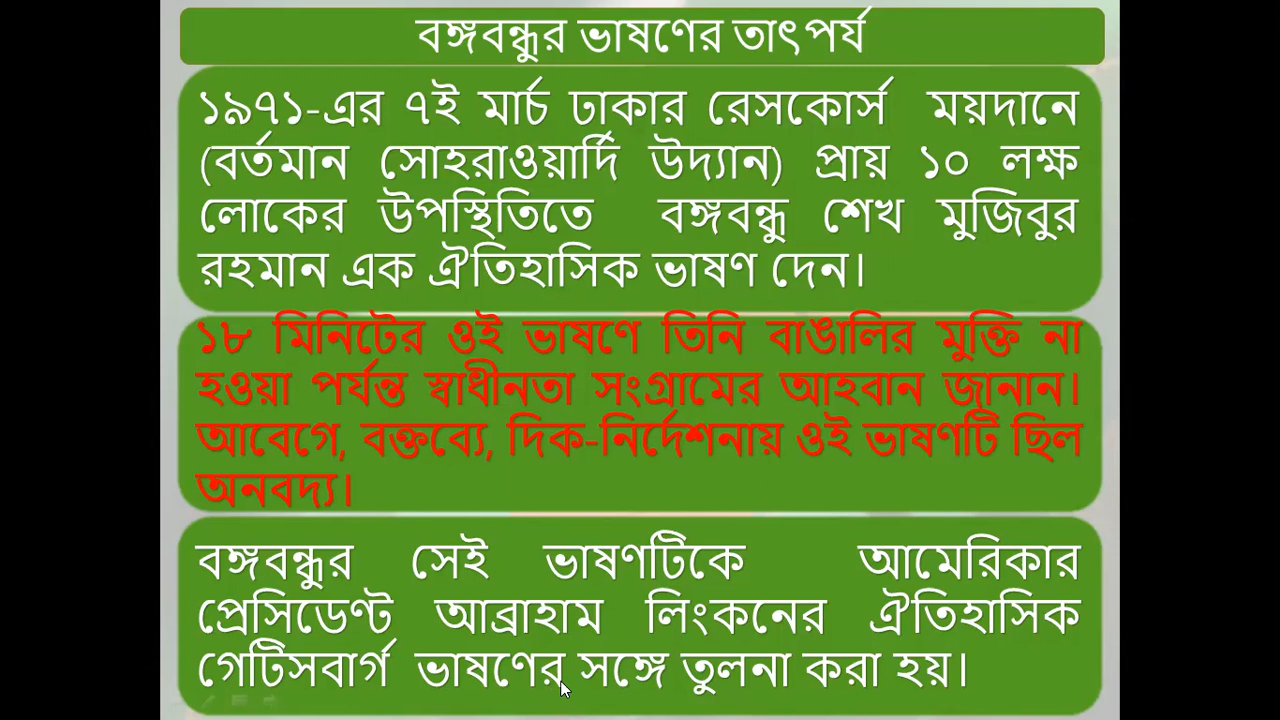 বঙ্গবন্ধুর ভাষণের তাৎপর্য
১৯৭১-এর ৭ই মার্চ ঢাকার রেসকোর্স ময়দানে
(বর্তমান সোহরাওয়ার্দি উদ্যান) প্রায় ১০ লক্ষ
লোকের উপস্থিতিতে বঙ্গবন্ধু শেখ মুজিবুর
রহমান এক ঐতিহাসিক ভাষণ দেন।
১৮ মিনিটের ওই ভাষণে তিনি বাঙালির মুক্তি না
হওয়া পর্যন্ত স্বাধীনতা সংগ্রামের আহবান জানান।
আবেগে, বক্তব্যে, দিক-নির্দেশনায় ওই ভাষণটি ছিল
অনবদ্য।
বঙ্গবন্ধুর সেই ভাষণটিকে আমেরিকার
প্রেসিডেণ্ট আব্রাহাম লিংকনের ঐতিহাসিক
গেটিসবার্গ ভাষণের সঙ্গে তুলনা করা হয়।